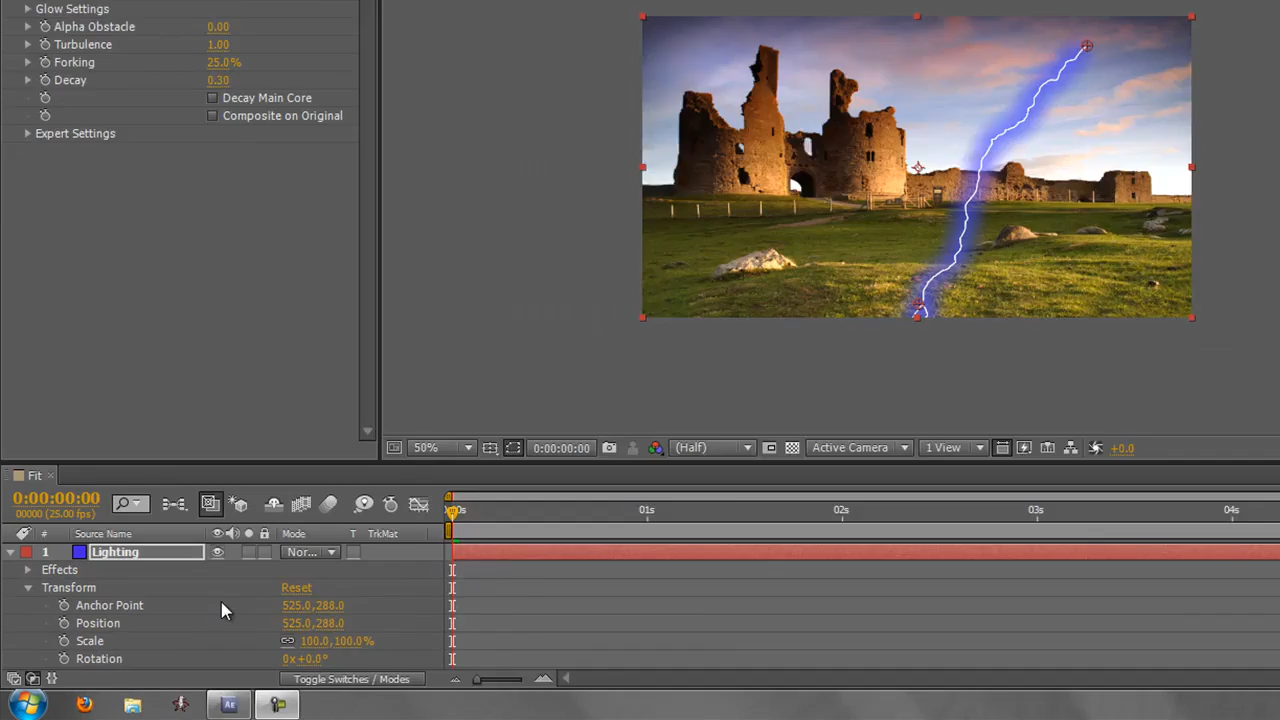 Glow Settings
Alpha Obstacle 0.00
Turbulence 1.00
Forking 25.0%
Decay 0.30
Decay Main Core
Composite on Original
Expert Settings
50% 0:00:00:00 (Half) Active Camera 1 View +0.0
Fit
0:00:00:00
00000 (25.00 fps)
:00s 01s 02s 03s 04s
# Source Name Mode T TrkMat
1 Lighting Nor...
Effects
Transform Reset
Anchor Point 525.0,288.0
Position 525.0,288.0
Scale 100.0,100.0%
Rotation 0x+0.0°
Toggle Switches / Modes
AE